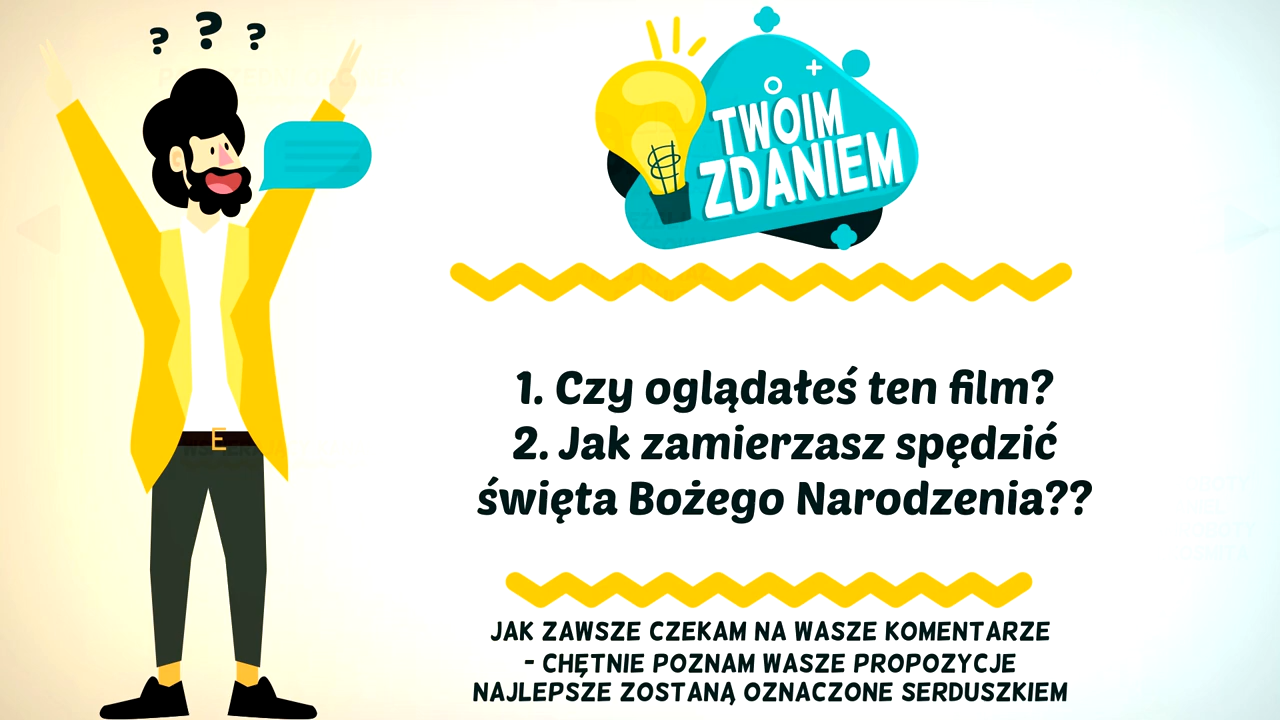 ? ? ?
TWOIM
ZDANIEM
1. Czy oglądałeś ten film?
2. Jak zamierzasz spędzić
święta Bożego Narodzenia??
E
JAK ZAWSZE CZEKAM NA WASZE KOMENTARZE
- CHĘTNIE POZNAM WASZE PROPOZYCJE
NAJLEPSZE ZOSTANĄ OZNACZONE SERDUSZKIEM